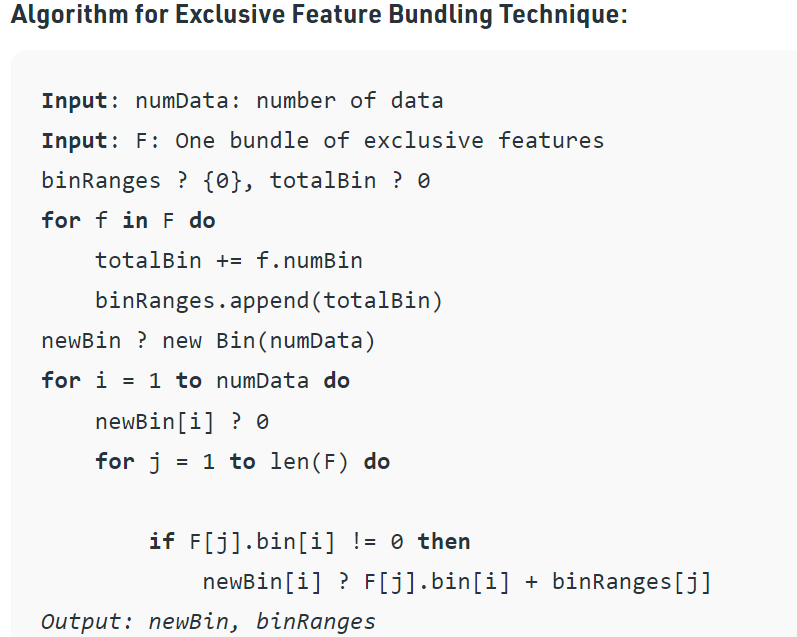 Algorithm for Exclusive Feature Bundling Technique:
Input: numData: number of data
Input: F: One bundle of exclusive features
binRanges ? {0}, totalBin ? 0
for f in F do
totalBin += f.numBin
binRanges.append(totalBin)
newBin ? new Bin(numData)
for i = 1 to numData do
newBin[i] ? 0
for j = 1 to len(F) do
if F[j].bin[i] != 0 then
newBin[i] ? F[j].bin[i] + binRanges[j]
Output: newBin, binRanges